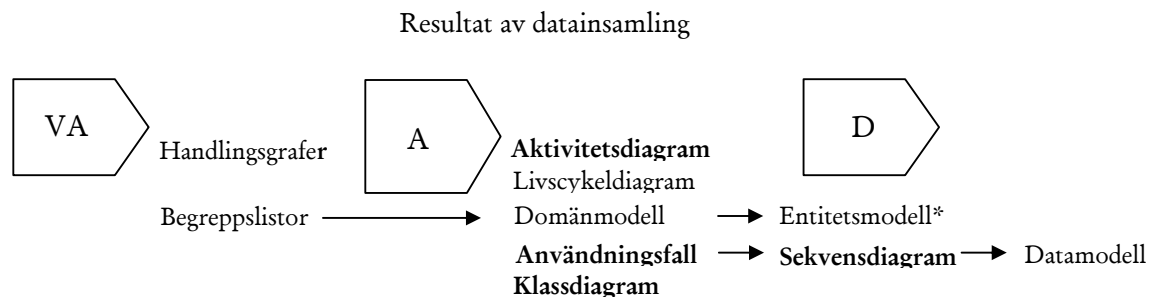 Resultat av datainsamling
VA
A
D
Handlingsgrafer
Aktivitetsdiagram
Livscykeldiagram
Begreppslistor
Domänmodell
Entitetsmodell*
Användningsfall
Sekvensdiagram
Datamodell
Klassdiagram